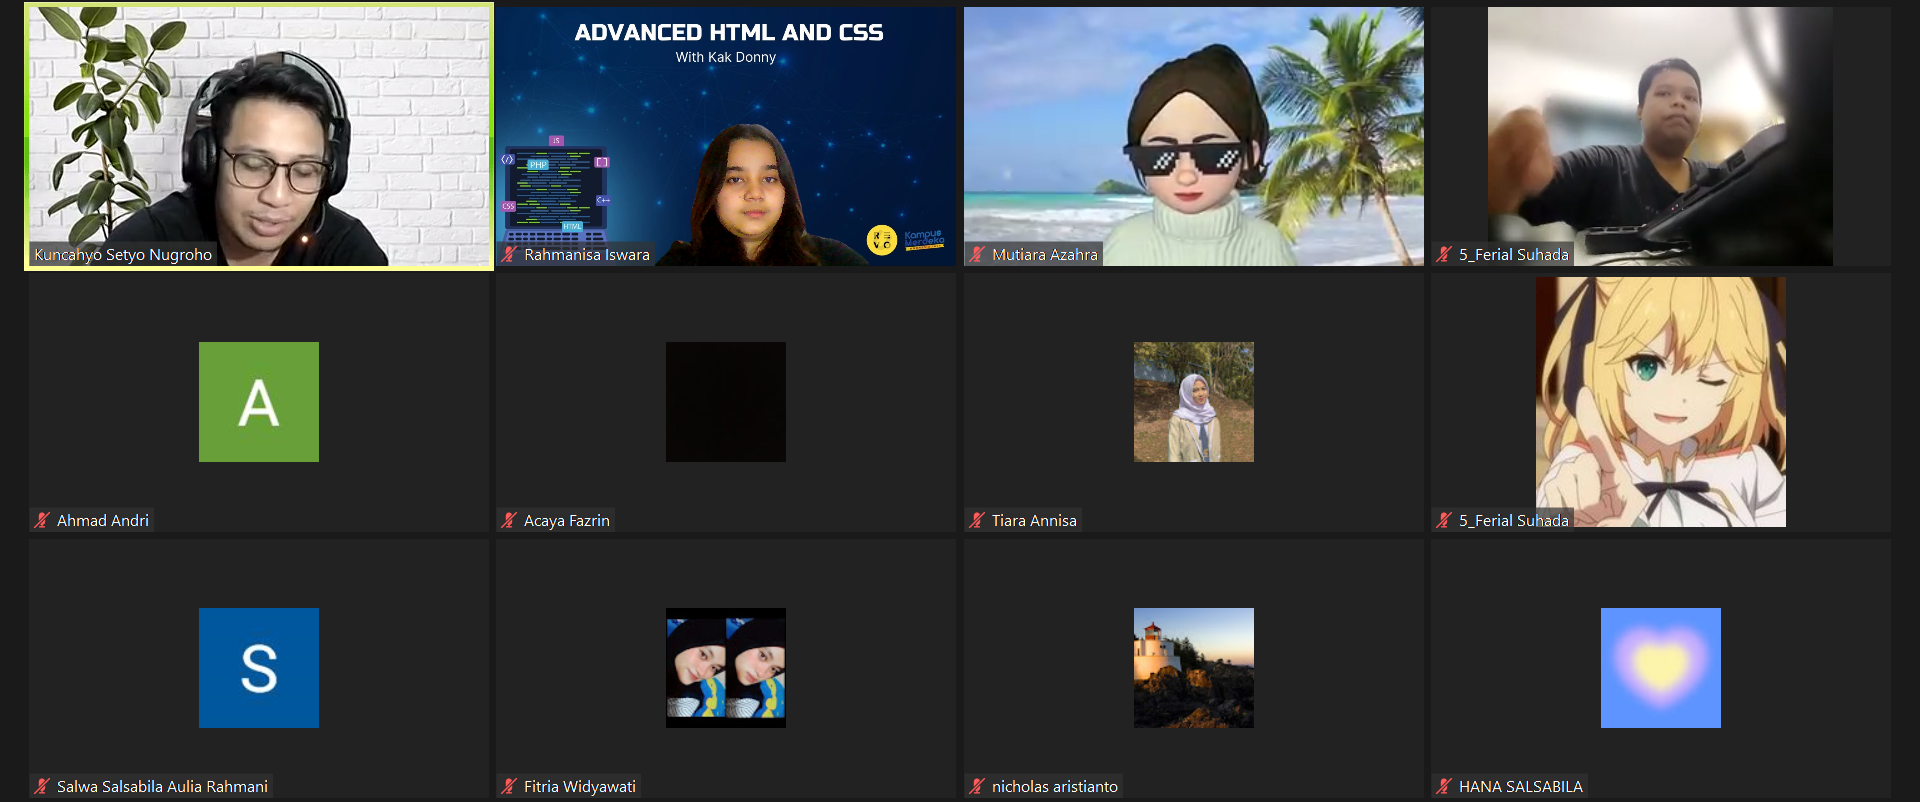 ADVANCED HTML AND CSS
With Kak Donny
JS
</>
PHP
[ ]
CSS
C++
HTML
REVO
Kampus
Merdeka
Kuncahyo Setyo Nugroho
Rahmanisa Iswara
Mutiara Azahra
5_Ferial Suhada
A
Ahmad Andri
Acaya Fazrin
Tiara Annisa
5_Ferial Suhada
S
Salwa Salsabila Aulia Rahmani
Fitria Widyawati
nicholas aristianto
HANA SALSABILA